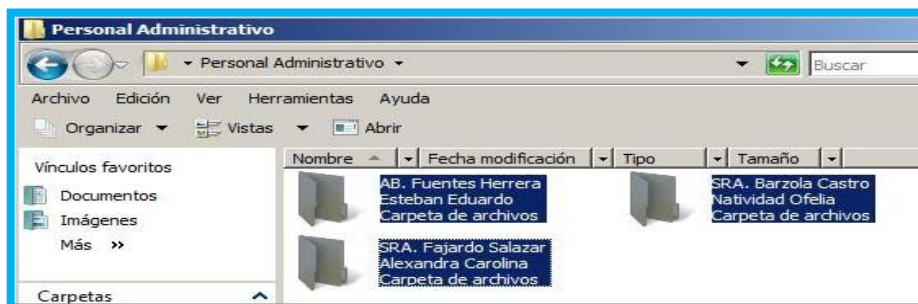 Personal Administrativo
Personal Administrativo
Buscar
Archivo Edición Ver Herramientas Ayuda
Organizar Vistas Abrir
Vínculos favoritos
Documentos
Imágenes
Más »
Carpetas
Nombre Fecha modificación Tipo Tamaño
AB. Fuentes Herrera
Esteban Eduardo
Carpeta de archivos
SRA. Barzola Castro
Natividad Ofelia
Carpeta de archivos
SRA. Fajardo Salazar
Alexandra Carolina
Carpeta de archivos